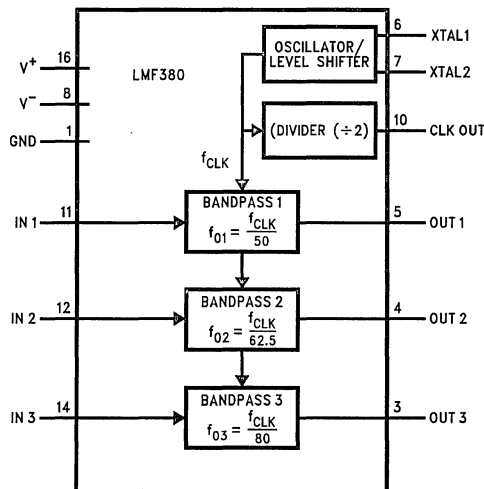 6 XTAL1
OSCILLATOR/
LEVEL SHIFTER
7 XTAL2
V+ 16
LMF380
V- 8
GND 1
(DIVIDER (÷2)
10 CLK OUT
fCLK
IN 1 11
BANDPASS 1
f01 = fCLK/50
5 OUT 1
IN 2 12
BANDPASS 2
f02 = fCLK/62.5
4 OUT 2
IN 3 14
BANDPASS 3
f03 = fCLK/80
3 OUT 3